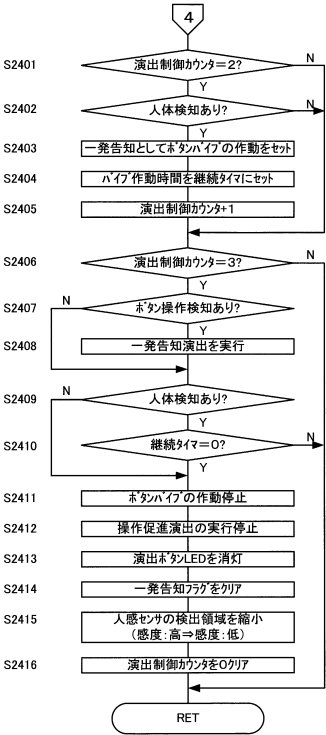 4
S2401 演出制御ｶｳﾝﾀ＝2? N
Y
S2402 人体検知あり? N
Y
S2403 一発告知としてﾎﾞﾀﾝﾊﾞｲﾌﾞの作動をｾｯﾄ
S2404 ﾊﾞｲﾌﾞ作動時間を継続ﾀｲﾏにｾｯﾄ
S2405 演出制御ｶｳﾝﾀ+1
S2406 演出制御ｶｳﾝﾀ＝3? N
Y
S2407 N ﾎﾞﾀﾝ操作検知あり?
Y
S2408 一発告知演出を実行
S2409 N 人体検知あり?
Y
S2410 継続ﾀｲﾏ＝0? N
Y
S2411 ﾎﾞﾀﾝﾊﾞｲﾌﾞの作動停止
S2412 操作促進演出の実行停止
S2413 演出ﾎﾞﾀﾝLEDを消灯
S2414 一発告知ﾌﾗｸﾞをｸﾘｱ
S2415 人感ｾﾝｻの検出領域を縮小
（感度：高⇒感度：低）
S2416 演出制御ｶｳﾝﾀを0ｸﾘｱ
RET